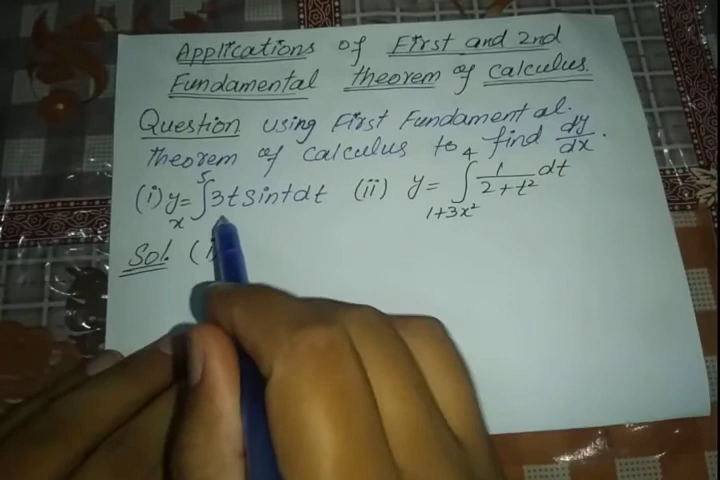 Applications of First and 2nd
Fundamental theorem of calculus.
Question using First Fundamental
theorem of calculus to find dy/dx.
(i) y = ∫_x^5 3t sint dt (ii) y = ∫_{1+3x²}^4 1/(2+t²) dt
Sol. (i)